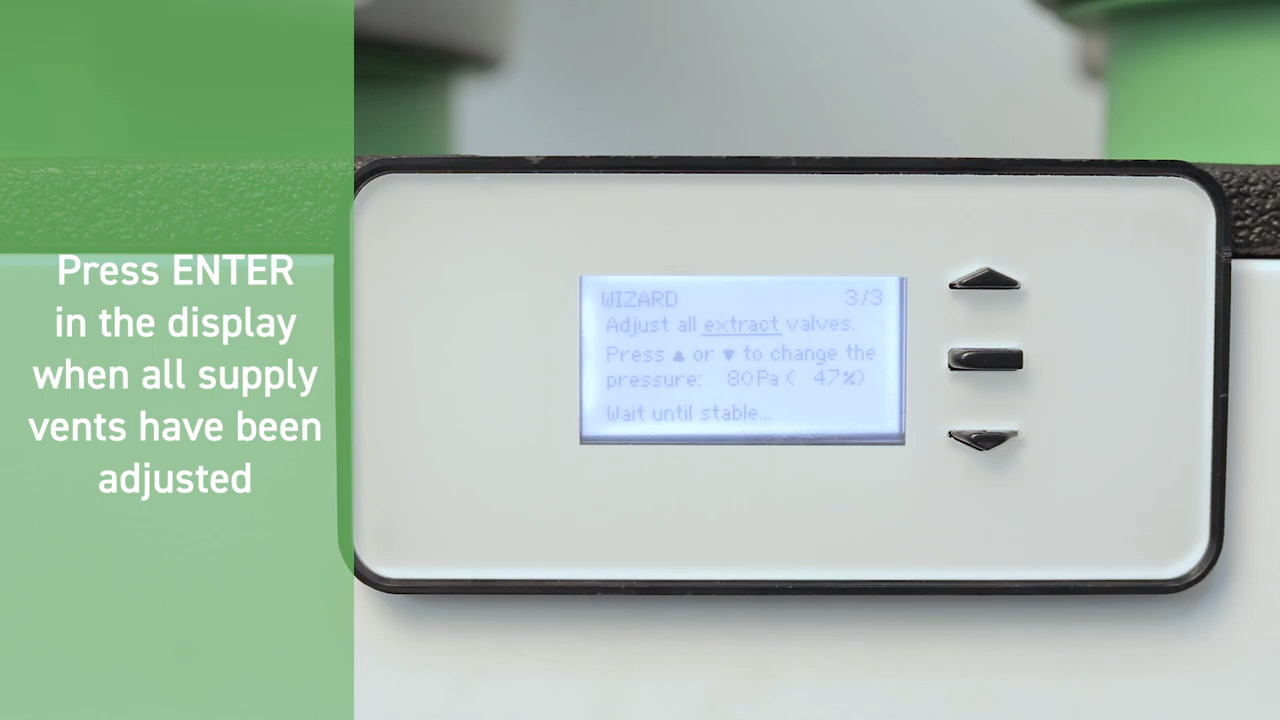 Press ENTER
in the display
when all supply
vents have been
adjusted
WIZARD 3/3
Adjust all extract valves.
Press ▲ or ▼ to change the
pressure: 80Pa ( 47%)
Wait until stable...